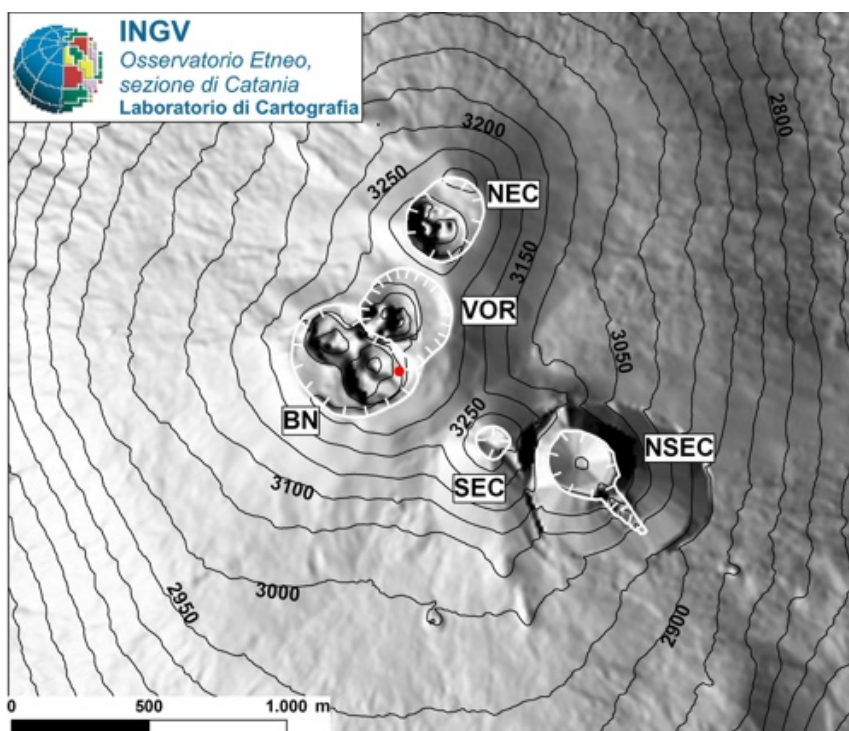 INGV
Osservatorio Etneo,
sezione di Catania
Laboratorio di Cartografia
2800
3200
3250
NEC
3150
VOR
3050
BN
3250
NSEC
SEC
3100
3000
2950
2900
0 500 1.000 m